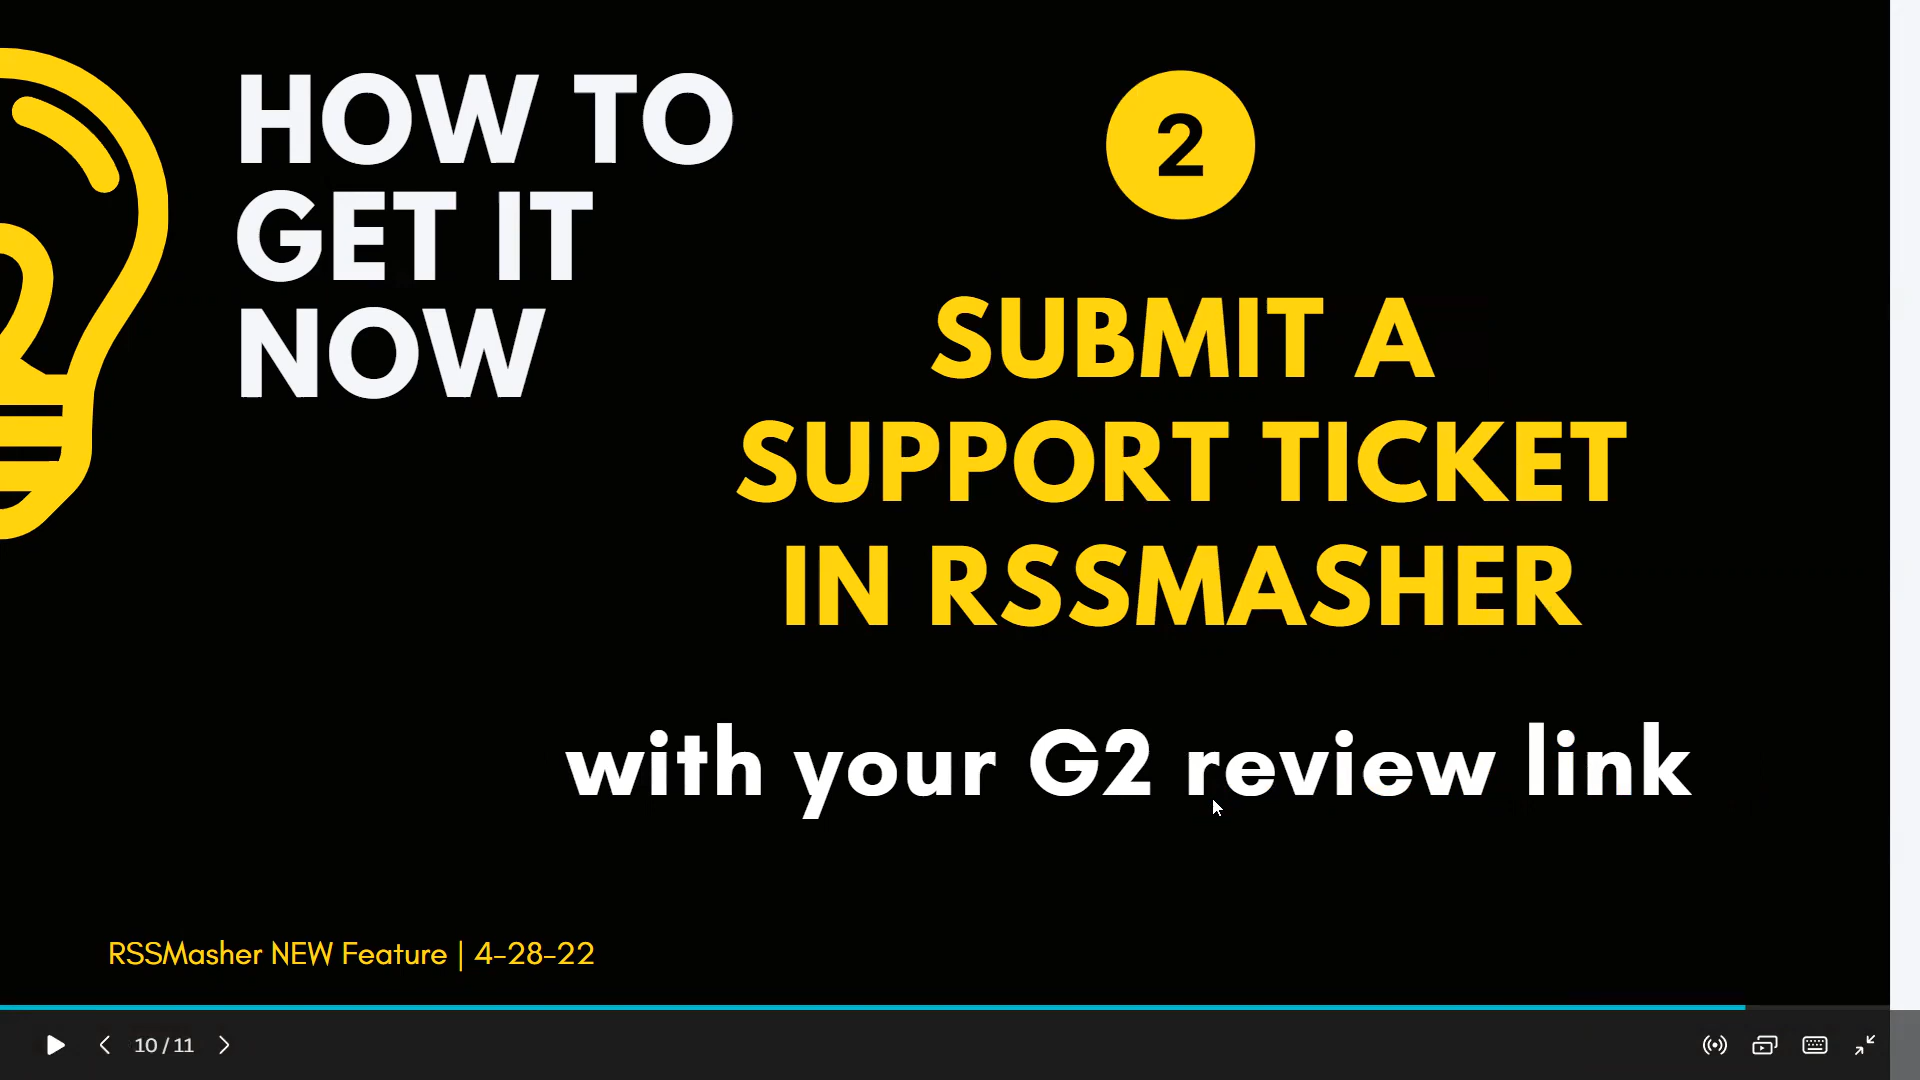 HOW TO
GET IT
NOW
2
SUBMIT A
SUPPORT TICKET
IN RSSMASHER
with your G2 review link
RSSMasher NEW Feature | 4-28-22
10 / 11